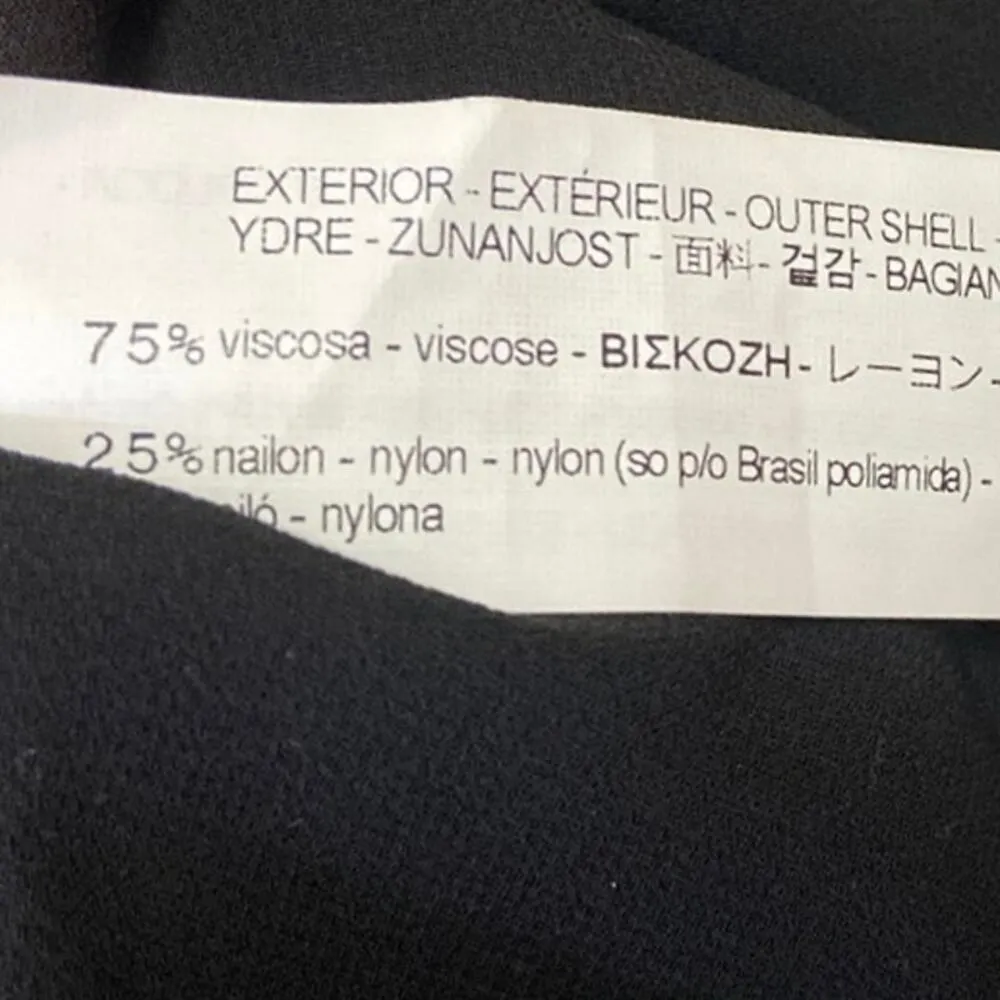 EXTERIOR - EXTÉRIEUR - OUTER SHELL -
YDRE - ZUNANJOST - 面料 - 겉감 - BAGIAN
75% viscosa - viscose - ΒΙΣΚΟΖΗ - レーヨン -
25% nailon - nylon - nylon (so p/o Brasil poliamida) -
- nylona